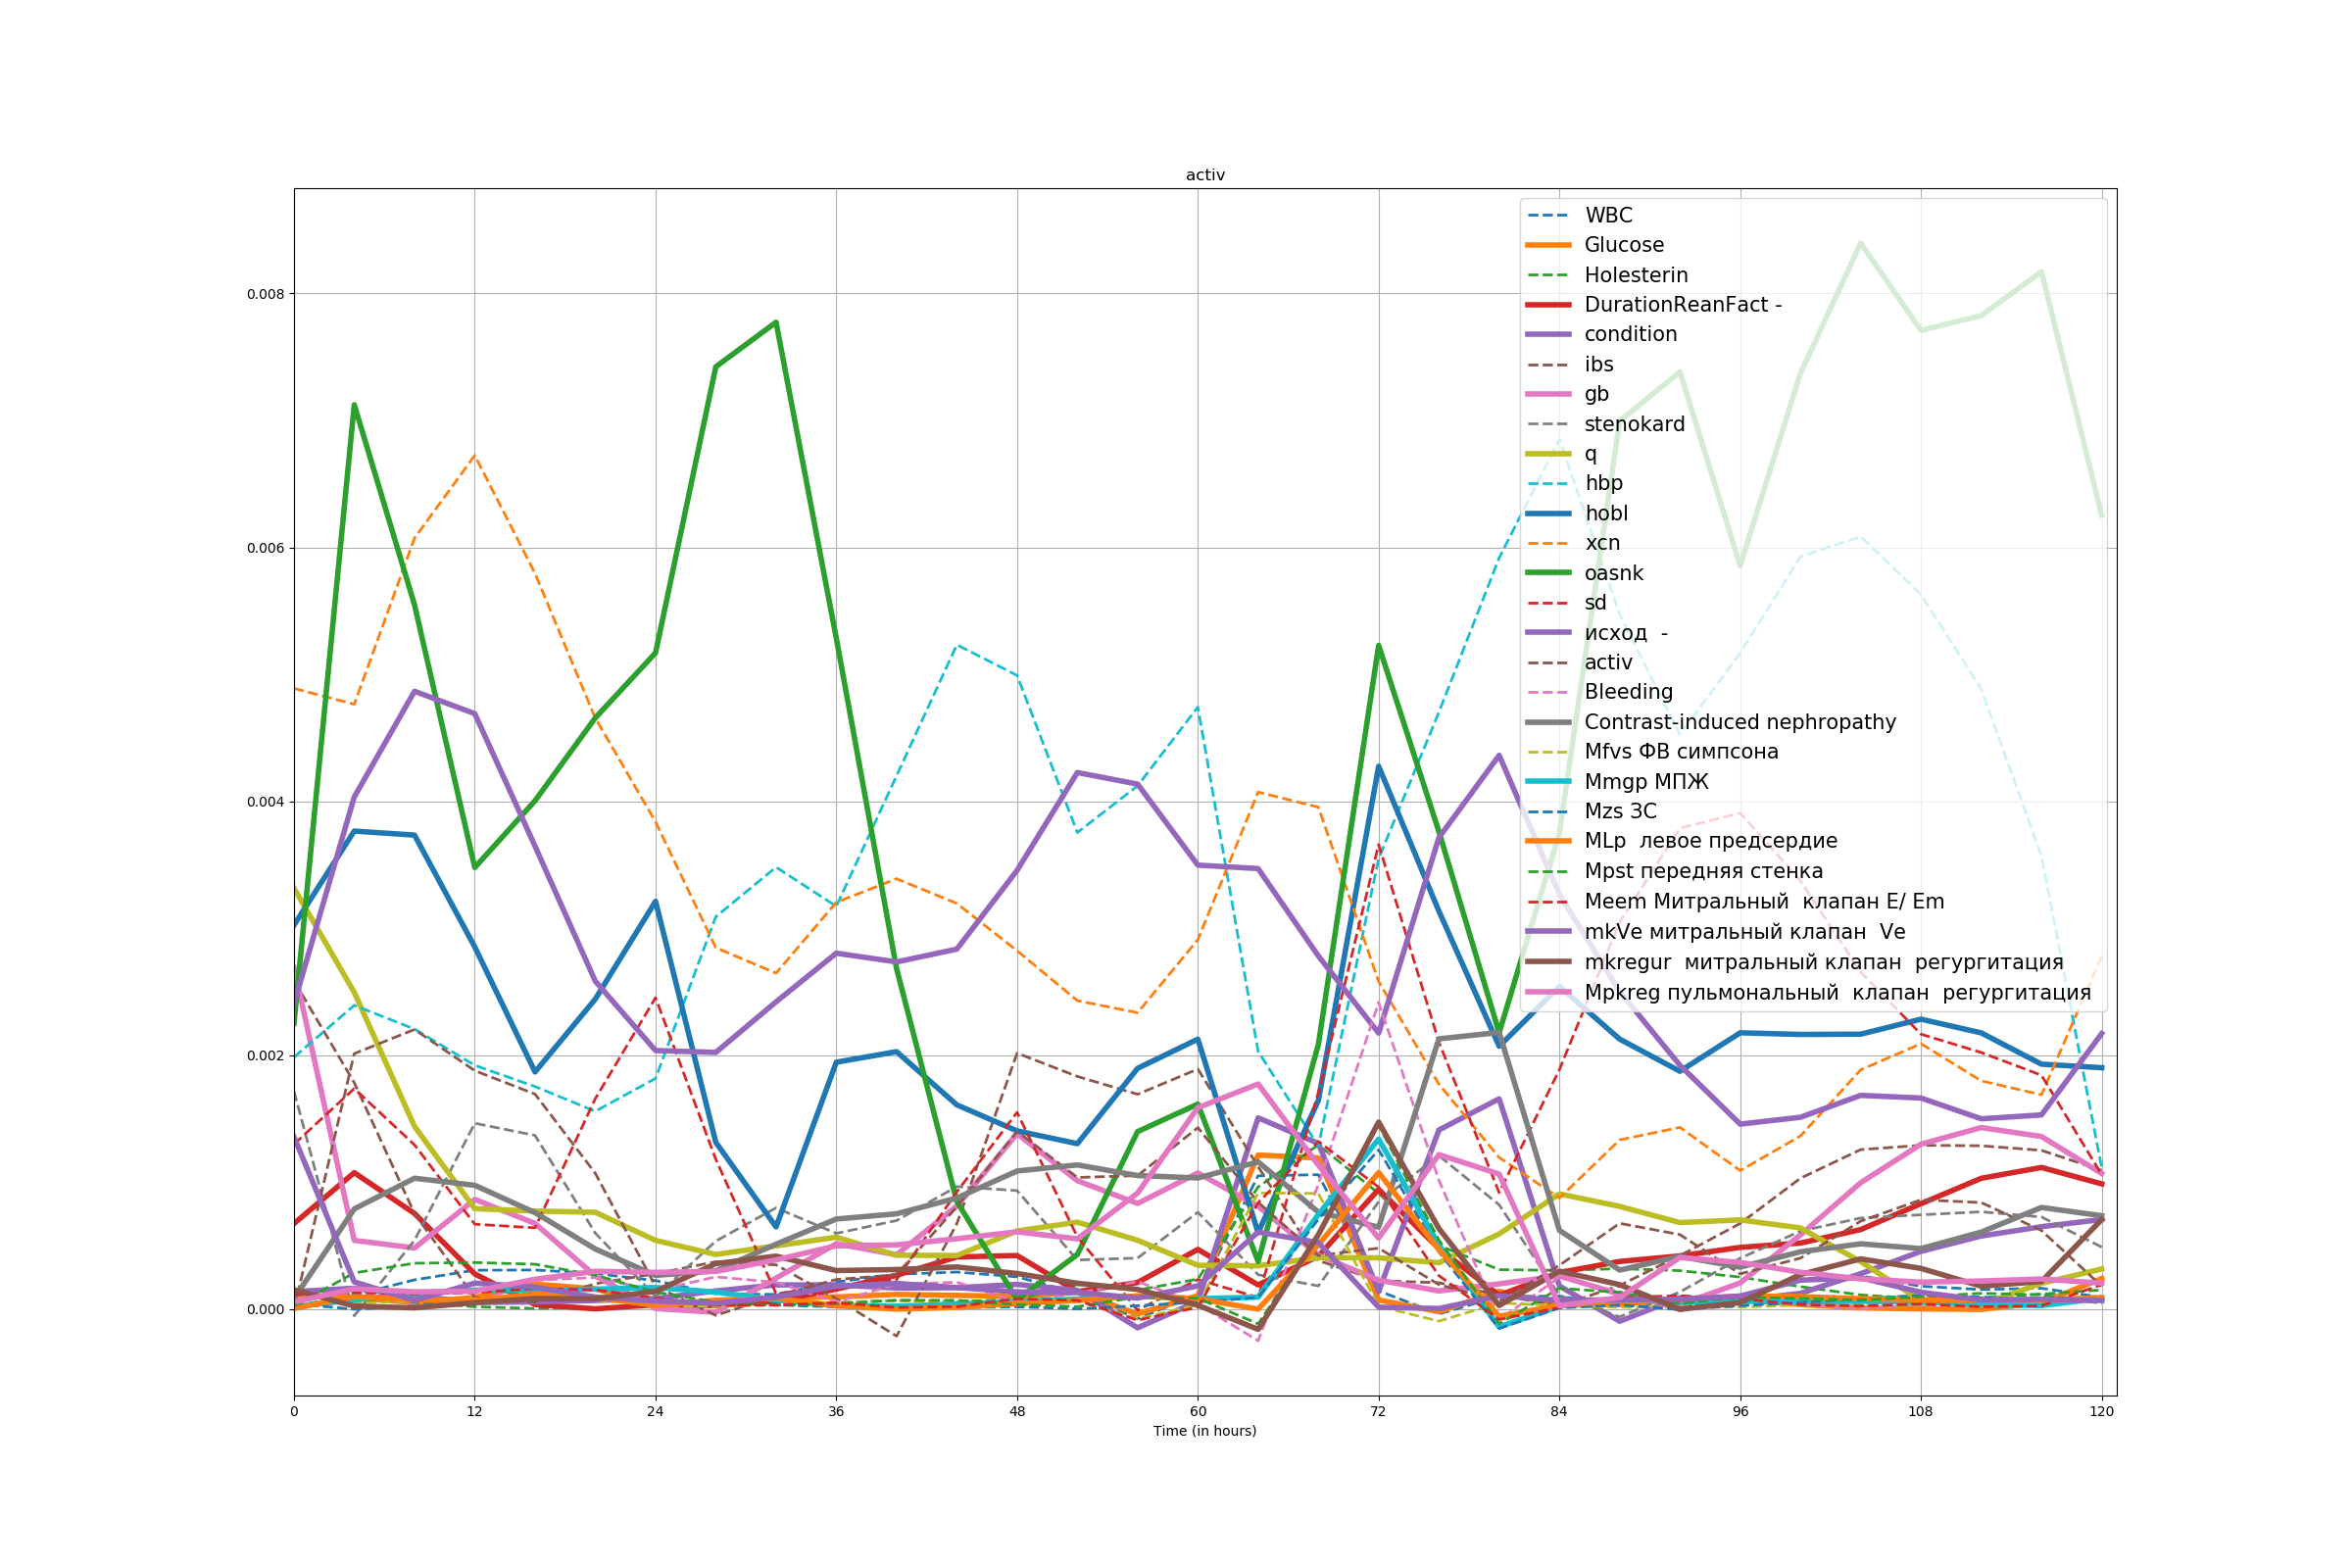 activ
WBC
Glucose
Holesterin
DurationReanFact -
condition
ibs
gb
stenokard
q
hbp
hobl
xcn
oasnk
sd
исход  -
activ
Bleeding
Contrast-induced nephropathy
Mfvs ФВ симпсона
Mmgp МПЖ
Mzs ЗС
MLp  левое предсердие
Mpst передняя стенка
Meem Митральный  клапан E/ Em
mkVe митральный клапан  Ve
mkregur  митральный клапан  регургитация
Mpkreg пульмональный  клапан  регургитация
0.008
0.006
0.004
0.002
0.000
0 12 24 36 48 60 72 84 96 108 120
Time (in hours)